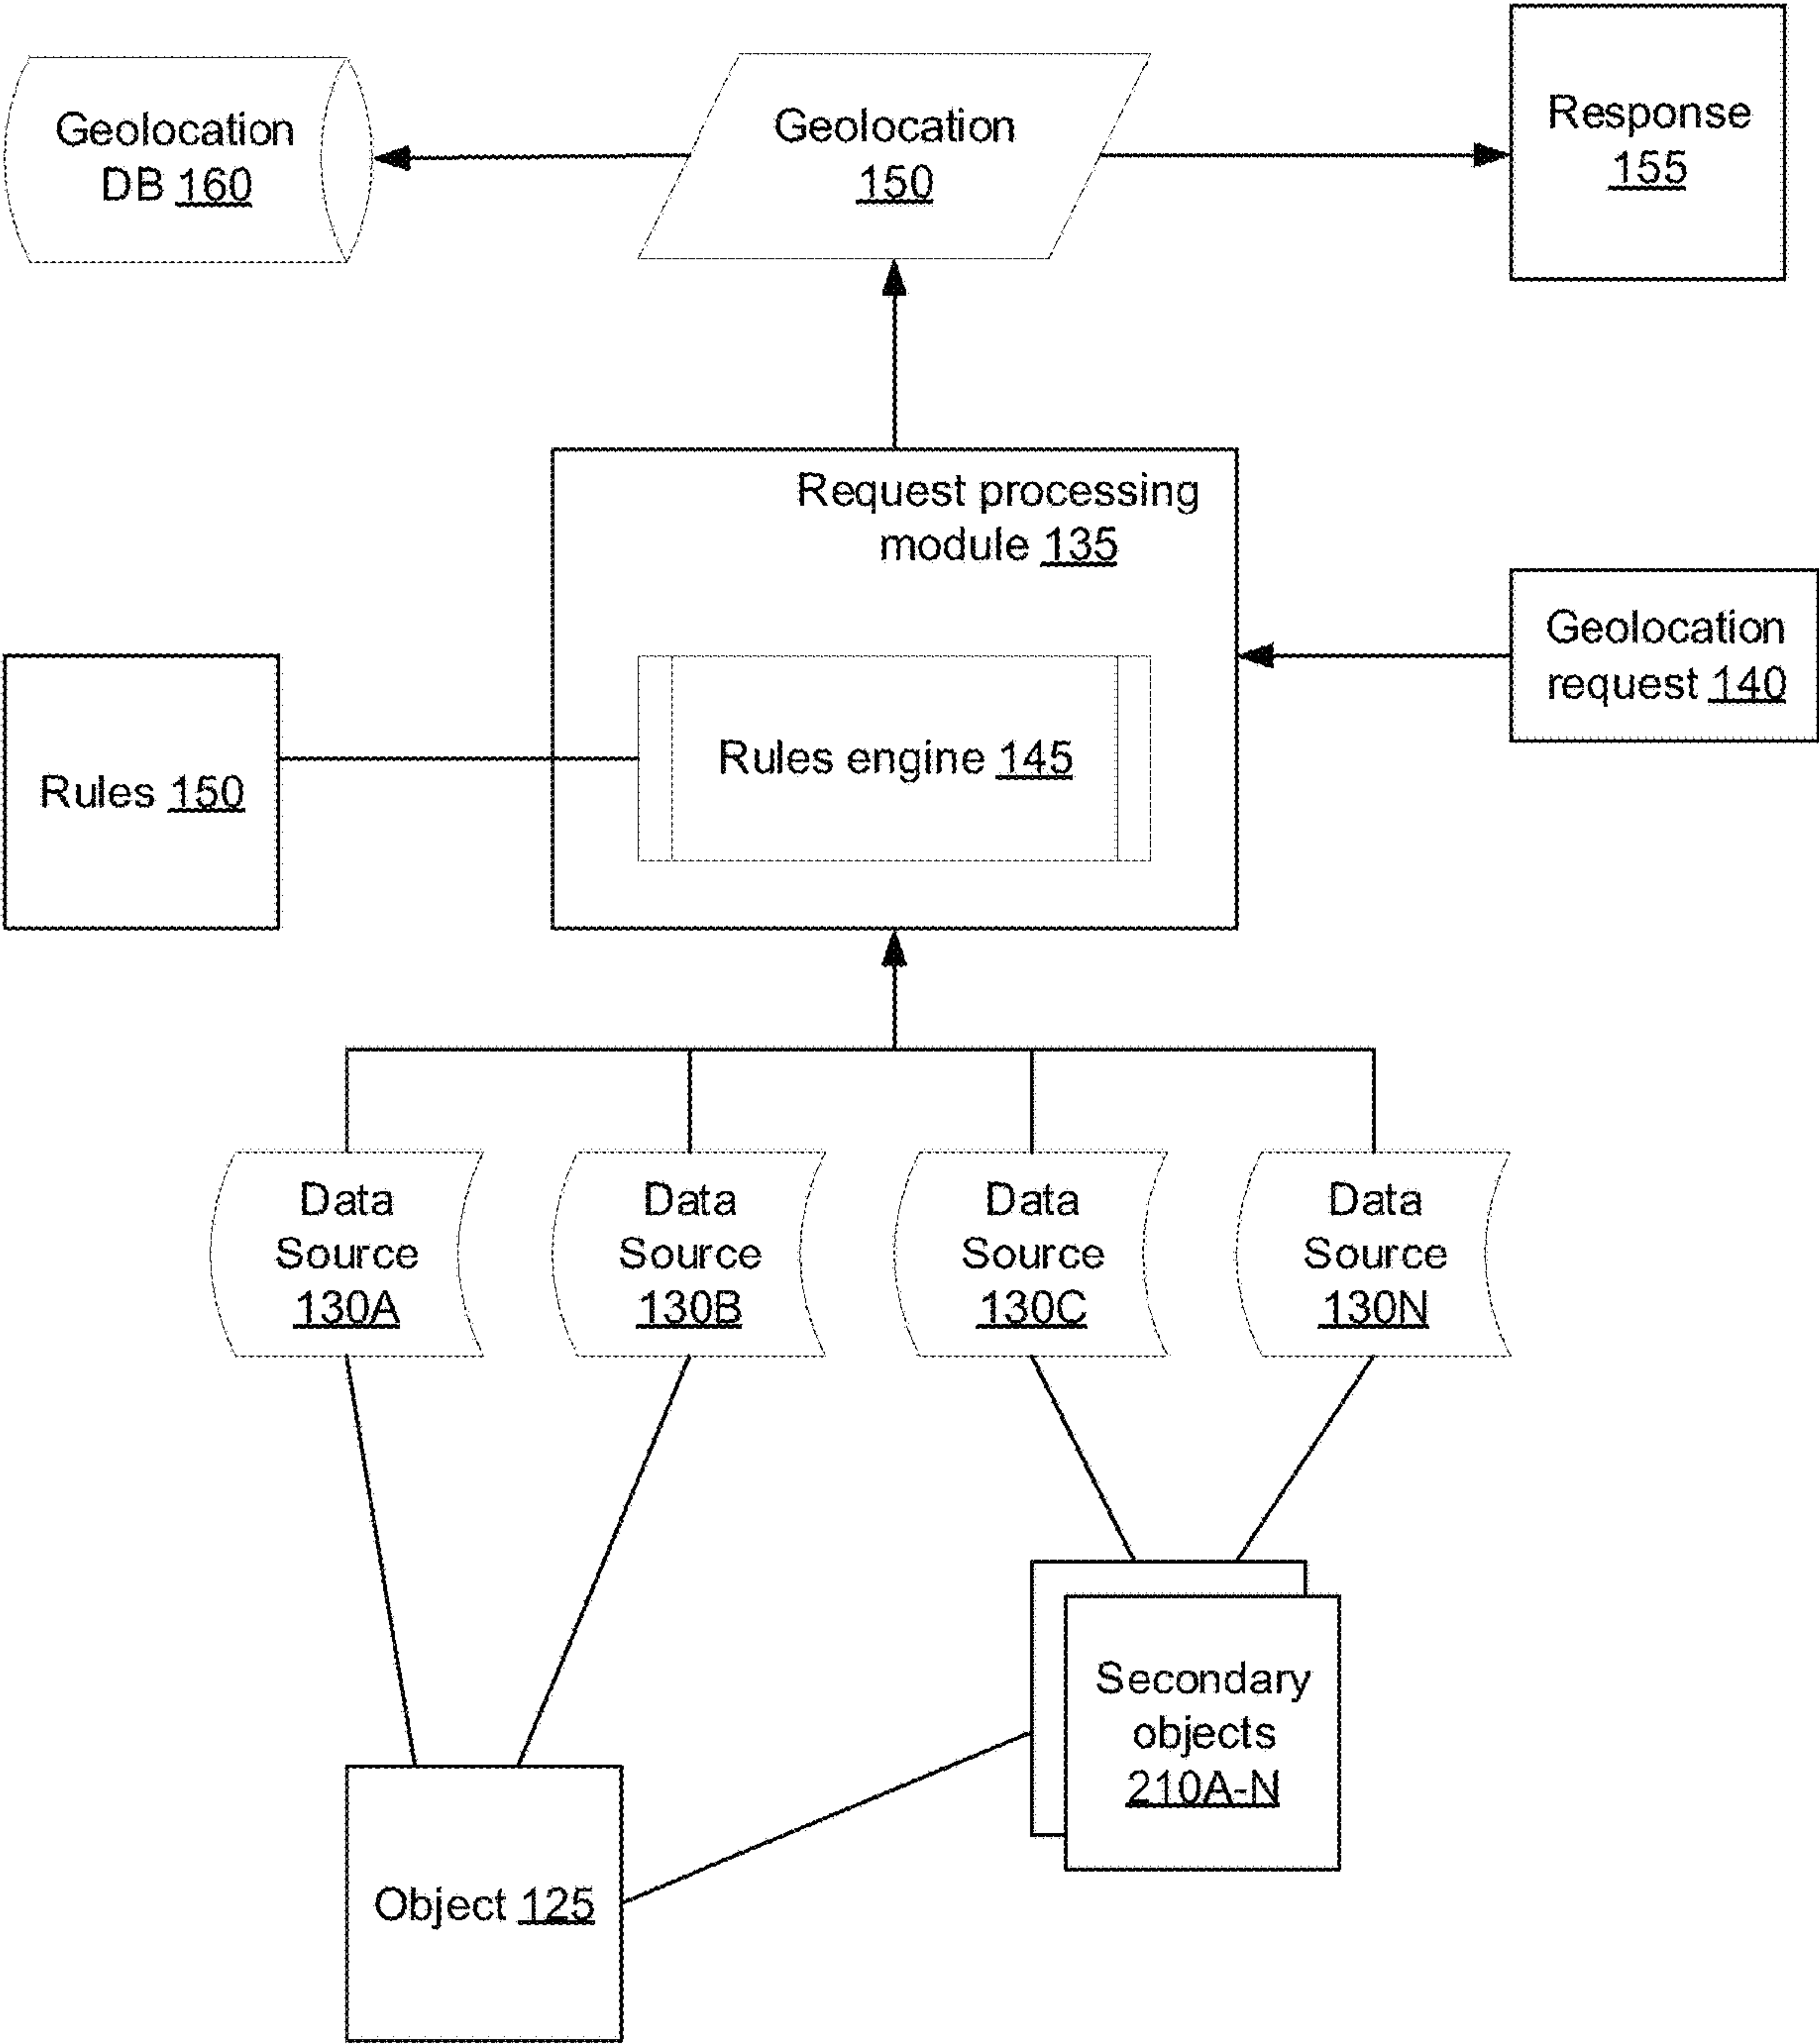 Geolocation
DB 160
Geolocation
150
Response
155
Request processing
module 135
Geolocation
request 140
Rules engine 145
Rules 150
Data
Source
130A
Data
Source
130B
Data
Source
130C
Data
Source
130N
Secondary
objects
210A-N
Object 125